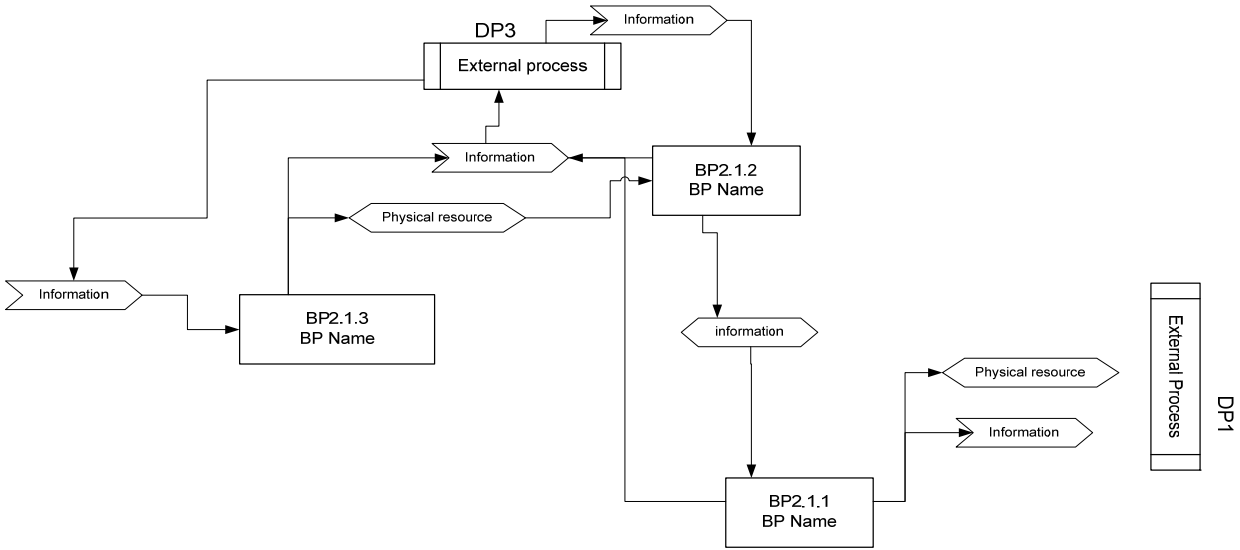 Information
DP3
External process
Information
BP2.1.2
BP Name
Physical resource
Information
BP2.1.3
BP Name
information
External Process
DP1
Physical resource
Information
BP2.1.1
BP Name